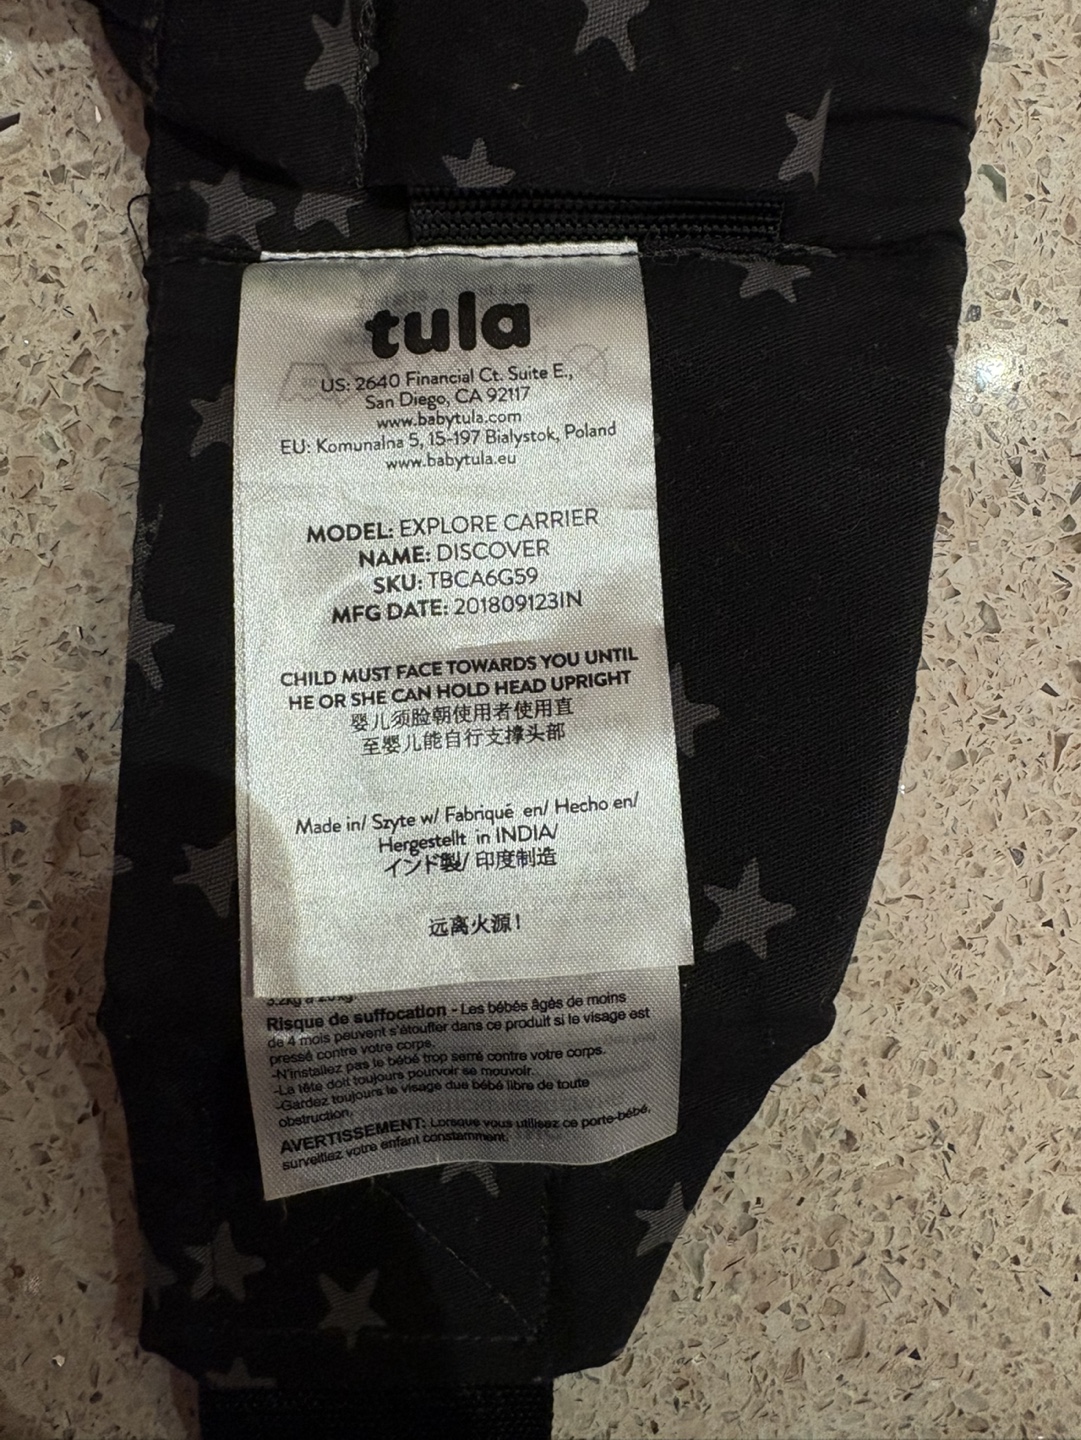 tula
US: 2640 Financial Ct. Suite E.,
San Diego, CA 92117
www.babytula.com
EU: Komunalna 5, 15-197 Bialystok, Poland
www.babytula.eu
MODEL: EXPLORE CARRIER
NAME: DISCOVER
SKU: TBCA6G59
MFG DATE: 201809123IN
CHILD MUST FACE TOWARDS YOU UNTIL
HE OR SHE CAN HOLD HEAD UPRIGHT
婴儿须脸朝使用者使用直
至婴儿能自行支撑头部
Made in/ Szyte w/ Fabriqué en/ Hecho en/
Hergestellt in INDIA/
インド製/ 印度制造
远离火源!
Risque de suffocation - Les bébés âgés de moins
de 4 mois peuvent s'étouffer dans ce produit si le visage est
pressé contre votre corps.
-N'installez pas le bébé trop serré contre votre corps.
-La tête doit toujours pourvoir se mouvoir.
-Gardez toujours le visage due bébé libre de toute
obstruction.
AVERTISSEMENT: Lorsque vous utilisez ce porte-bébé,
surveillez votre enfant constamment.